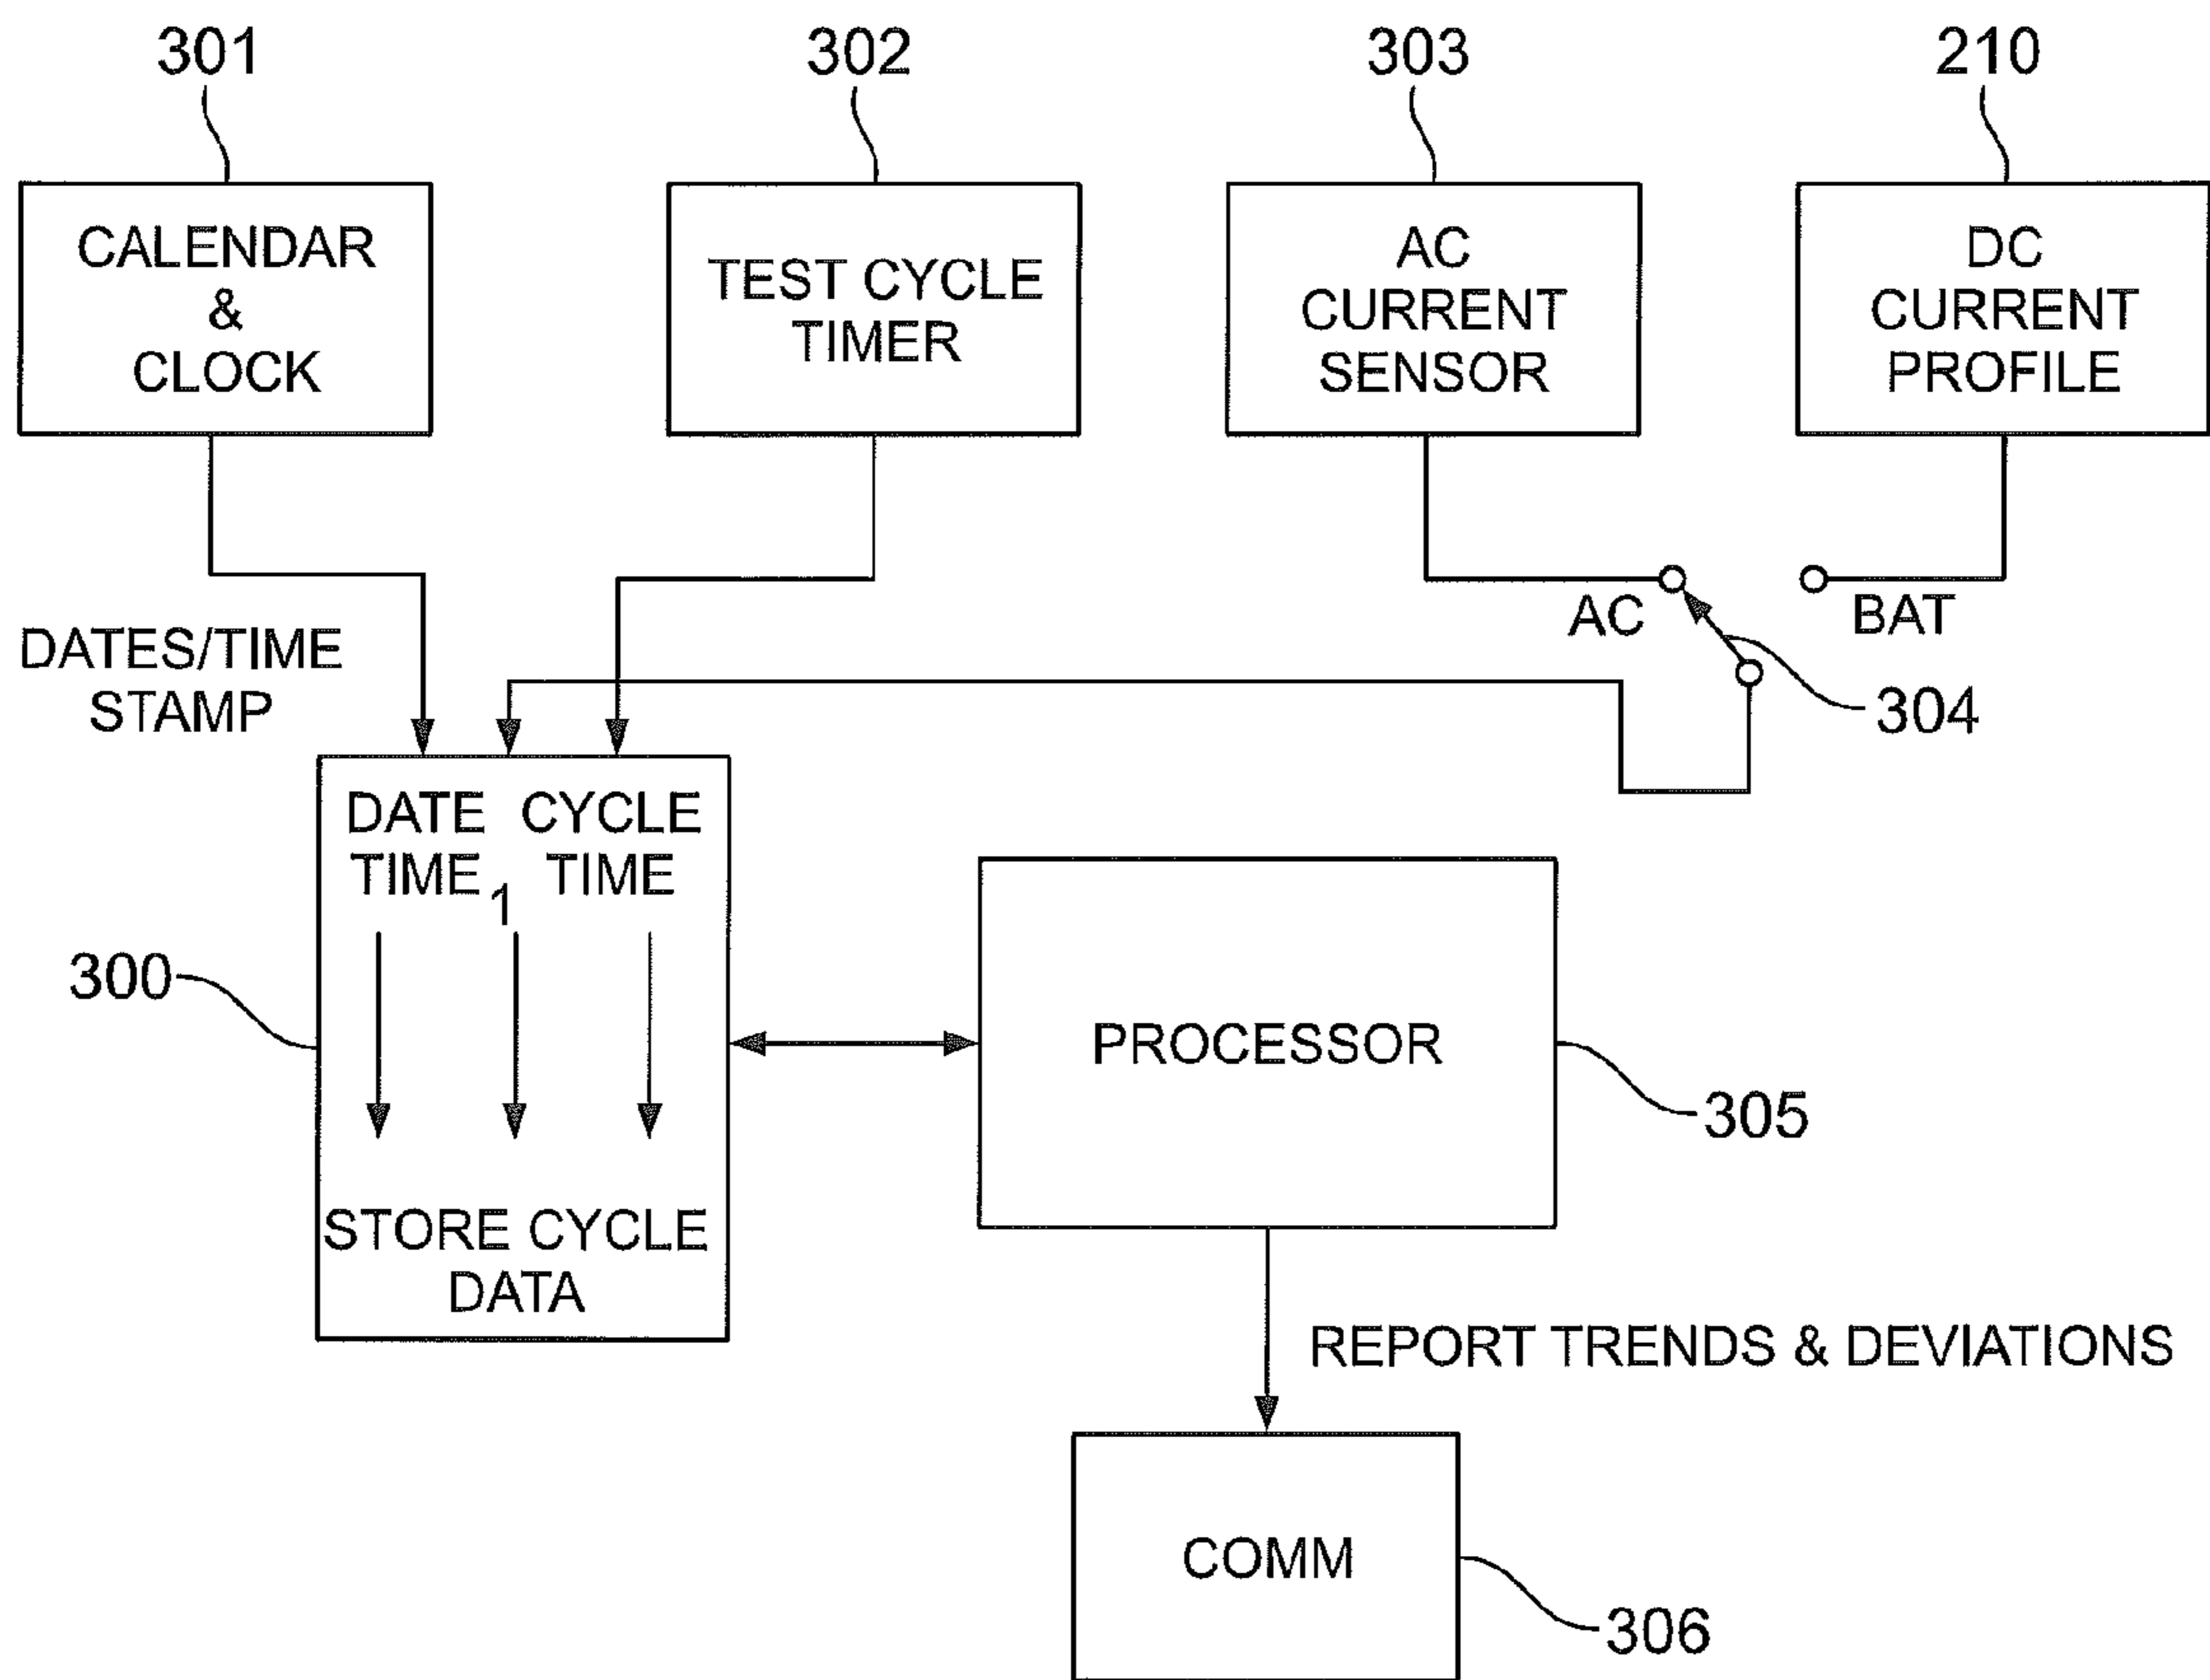 301
302
303
210
CALENDAR
&
CLOCK
TEST CYCLE
TIMER
AC
CURRENT
SENSOR
DC
CURRENT
PROFILE
AC
BAT
304
DATES/TIME
STAMP
DATE CYCLE
TIME 1 TIME
300
STORE CYCLE
DATA
PROCESSOR
305
REPORT TRENDS & DEVIATIONS
COMM
306